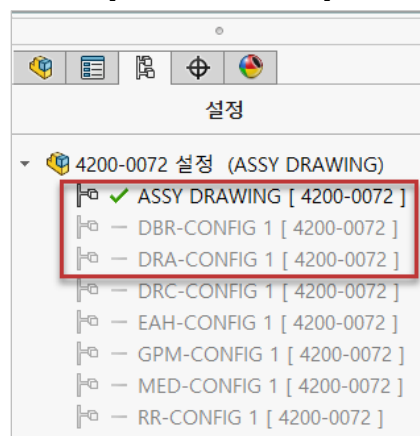 설정
4200-0072 설정 (ASSY DRAWING)
ASSY DRAWING [ 4200-0072 ]
DBR-CONFIG 1 [ 4200-0072 ]
DRA-CONFIG 1 [ 4200-0072 ]
DRC-CONFIG 1 [ 4200-0072 ]
EAH-CONFIG 1 [ 4200-0072 ]
GPM-CONFIG 1 [ 4200-0072 ]
MED-CONFIG 1 [ 4200-0072 ]
RR-CONFIG 1 [ 4200-0072 ]